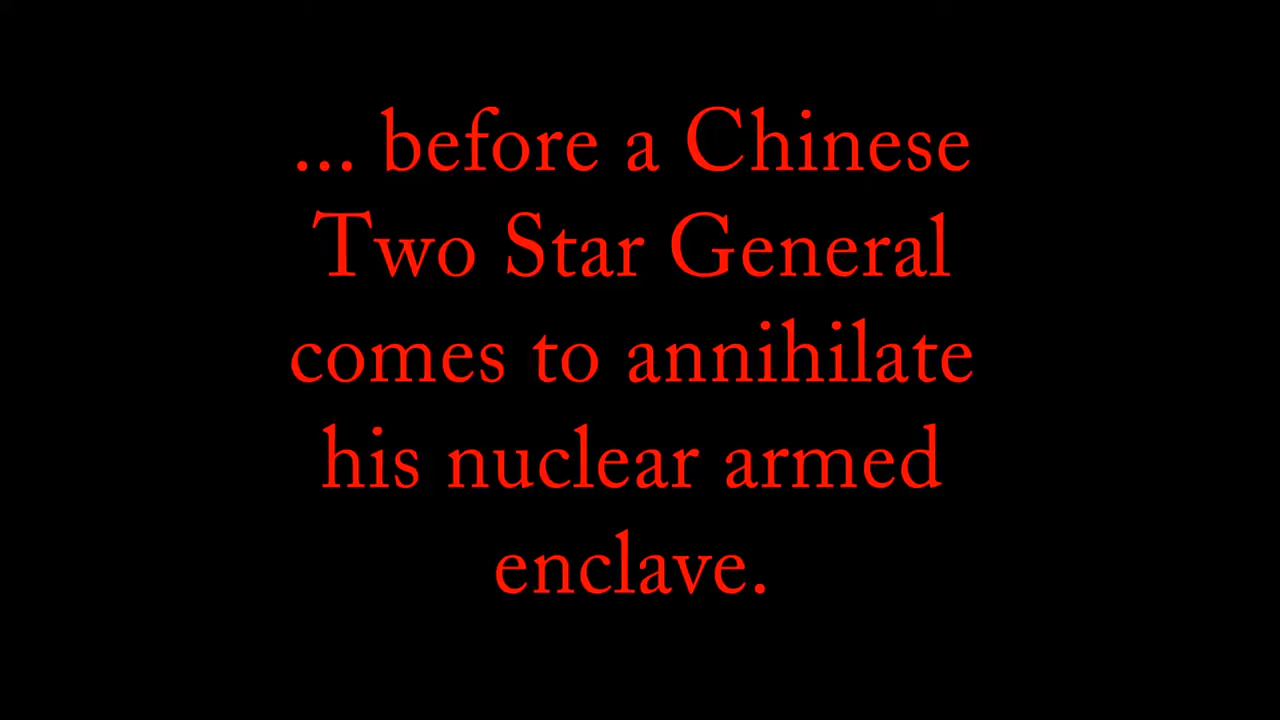 ... before a Chinese
Two Star General
comes to annihilate
his nuclear armed
enclave.